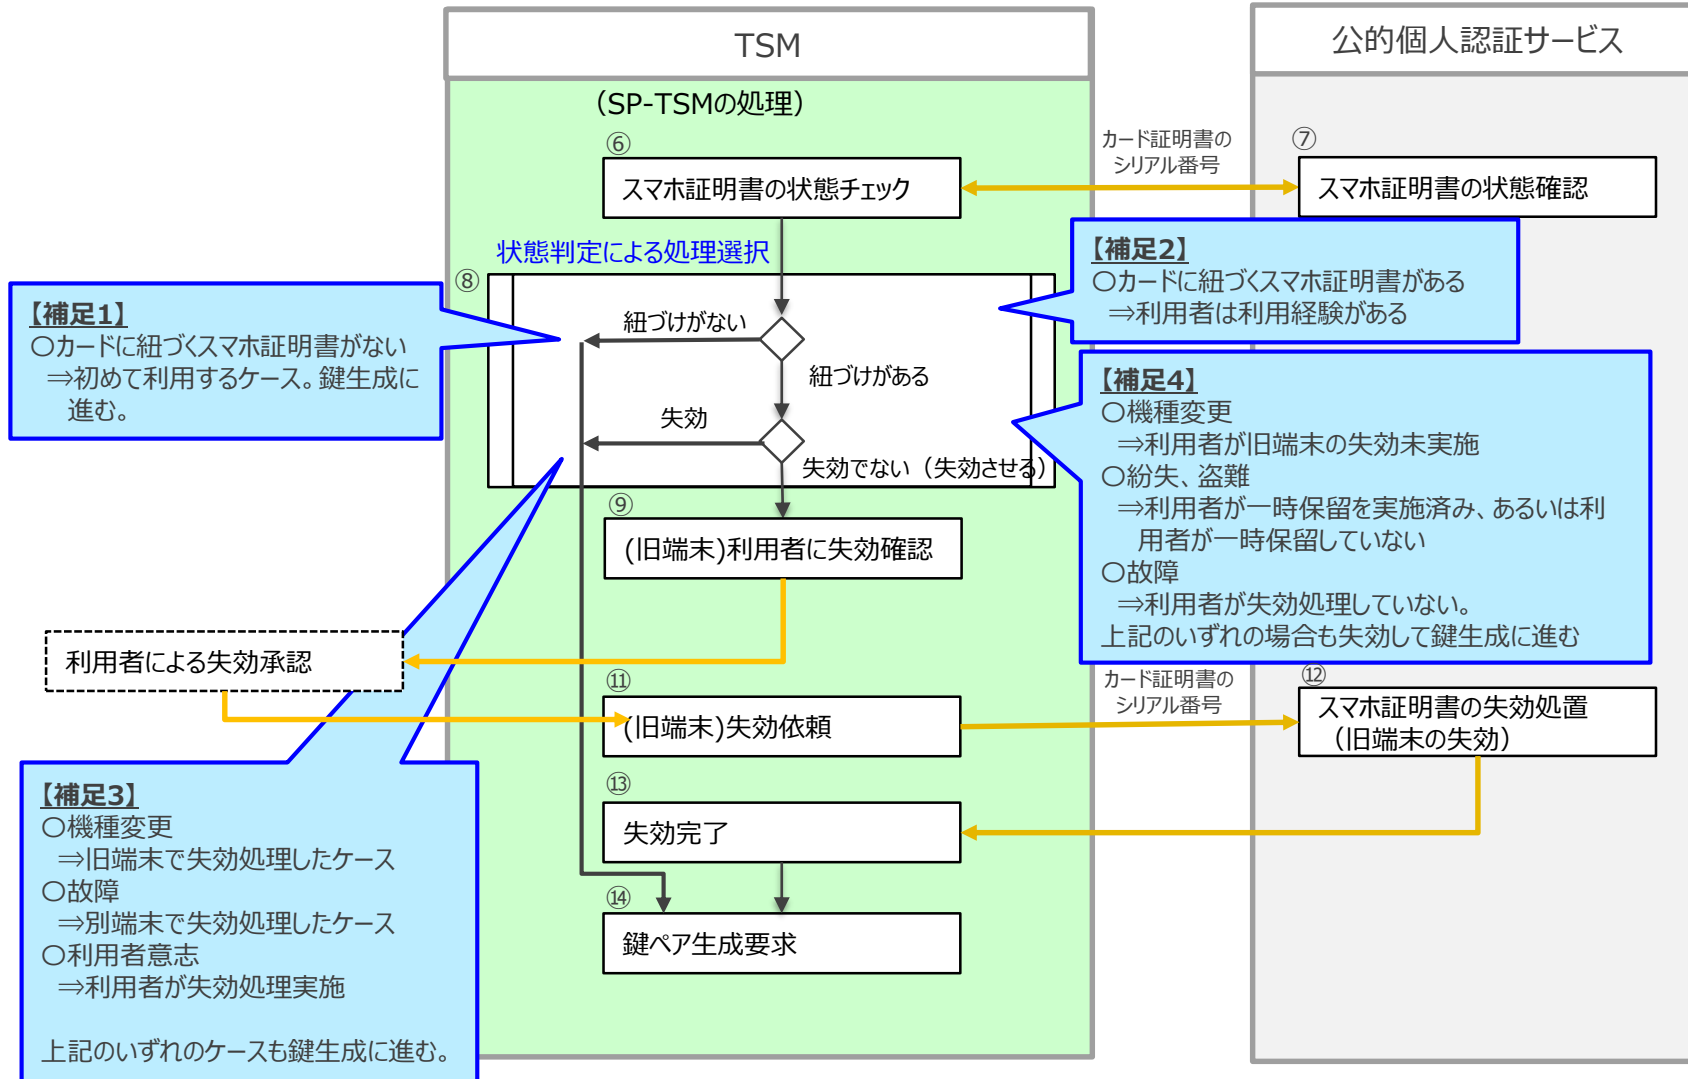 TSM
公的個人認証サービス
（SP-TSMの処理）
⑥
スマホ証明書の状態チェック
カード証明書の
シリアル番号
⑦
スマホ証明書の状態確認
状態判定による処理選択
⑧
紐づけがない
紐づけがある
失効
失効でない（失効させる）
【補足1】
○カードに紐づくスマホ証明書がない
⇒初めて利用するケース。鍵生成に
進む。
【補足2】
○カードに紐づくスマホ証明書がある
⇒利用者は利用経験がある
【補足4】
○機種変更
⇒利用者が旧端末の失効未実施
○紛失、盗難
⇒利用者が一時保留を実施済み、あるいは利
用者が一時保留していない
○故障
⇒利用者が失効処理していない。
上記のいずれの場合も失効して鍵生成に進む
⑨
(旧端末)利用者に失効確認
利用者による失効承認
⑪
(旧端末)失効依頼
カード証明書の
シリアル番号
⑫
スマホ証明書の失効処置
（旧端末の失効）
⑬
失効完了
⑭
鍵ペア生成要求
【補足3】
○機種変更
⇒旧端末で失効処理したケース
○故障
⇒別端末で失効処理したケース
○利用者意志
⇒利用者が失効処理実施
上記のいずれのケースも鍵生成に進む。